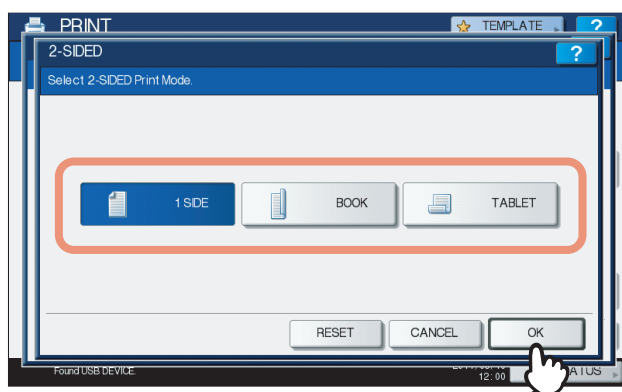 PRINT
TEMPLATE
?
2-SIDED
?
Select 2-SIDED Print Mode.
1 SIDE
BOOK
TABLET
RESET
CANCEL
OK
Found USB DEVICE.
12:00